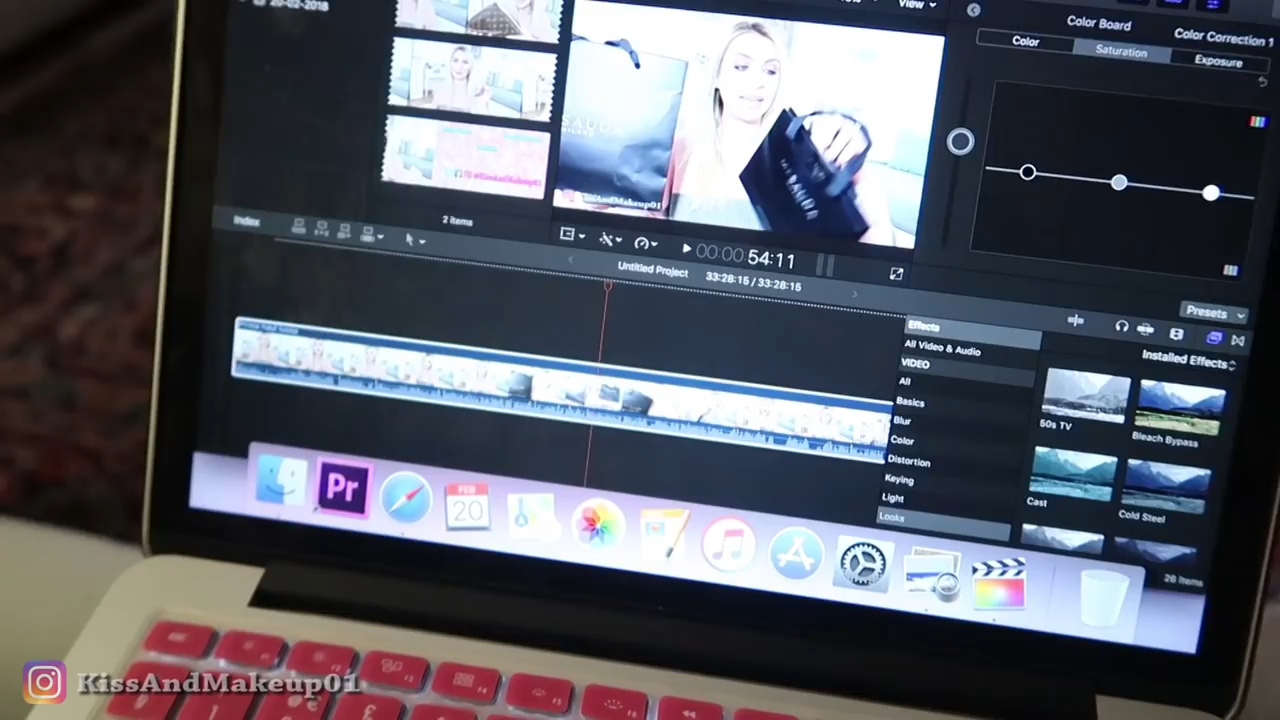 20-02-2018
View
Color Board
Color Correction 1
Color
Saturation
Exposure
KissAndMakeup01
2 items
Index
00:00:54:11
Untitled Project
33:28:15 / 33:28:15
Presets
Effects
All Video & Audio
VIDEO
All
Basics
Blur
Color
Distortion
Keying
Light
Looks
Installed Effects
50s TV
Bleach Bypass
Cast
Cold Steel
26 items
Pr
FEB
20
KissAndMakeup01